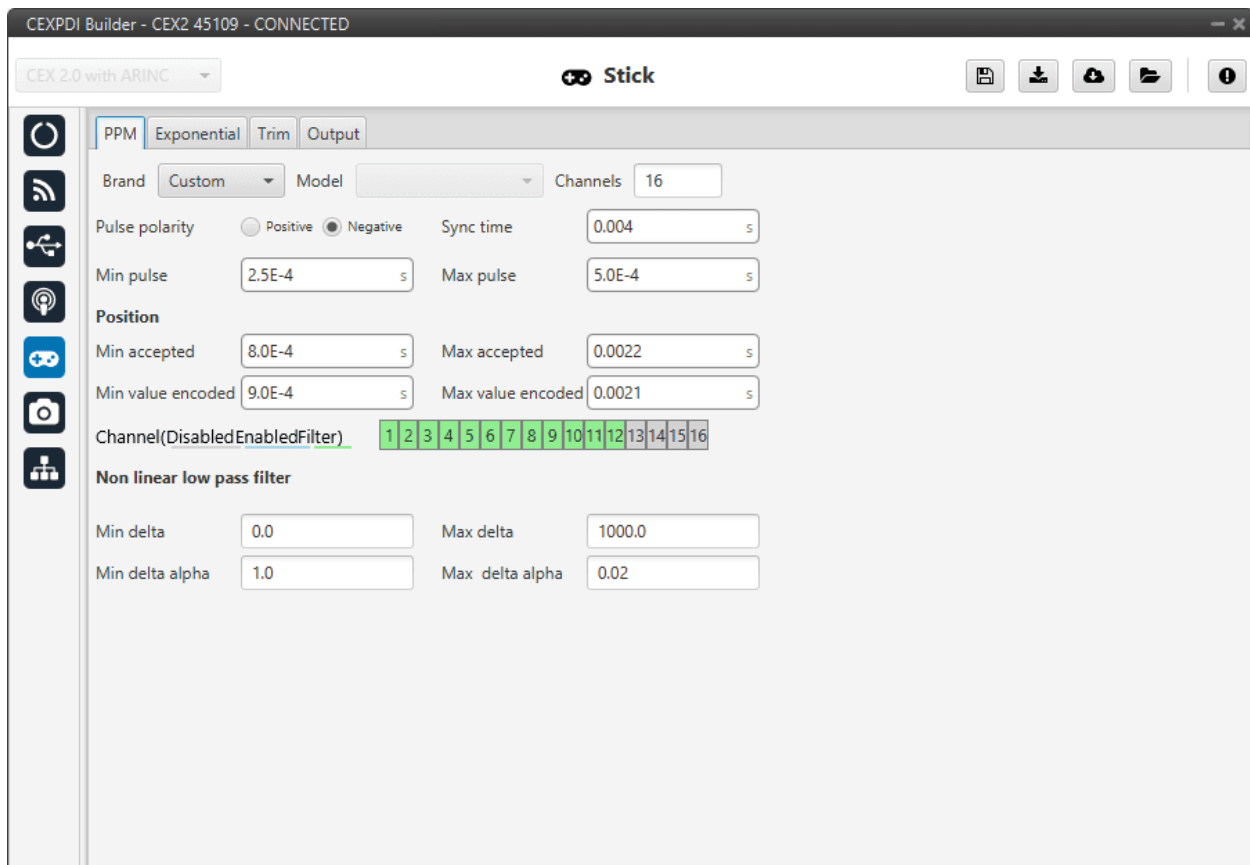 CEXPDI Builder - CEX2 45109 - CONNECTED
CEX 2.0 with ARINC
Stick
PPM Exponential Trim Output
Brand Custom Model Channels 16
Pulse polarity Positive Negative Sync time 0.004 s
Min pulse 2.5E-4 s Max pulse 5.0E-4 s
Position
Min accepted 8.0E-4 s Max accepted 0.0022 s
Min value encoded 9.0E-4 s Max value encoded 0.0021 s
Channel(DisabledEnabledFilter) 1 2 3 4 5 6 7 8 9 10 11 12 13 14 15 16
Non linear low pass filter
Min delta 0.0 Max delta 1000.0
Min delta alpha 1.0 Max delta alpha 0.02